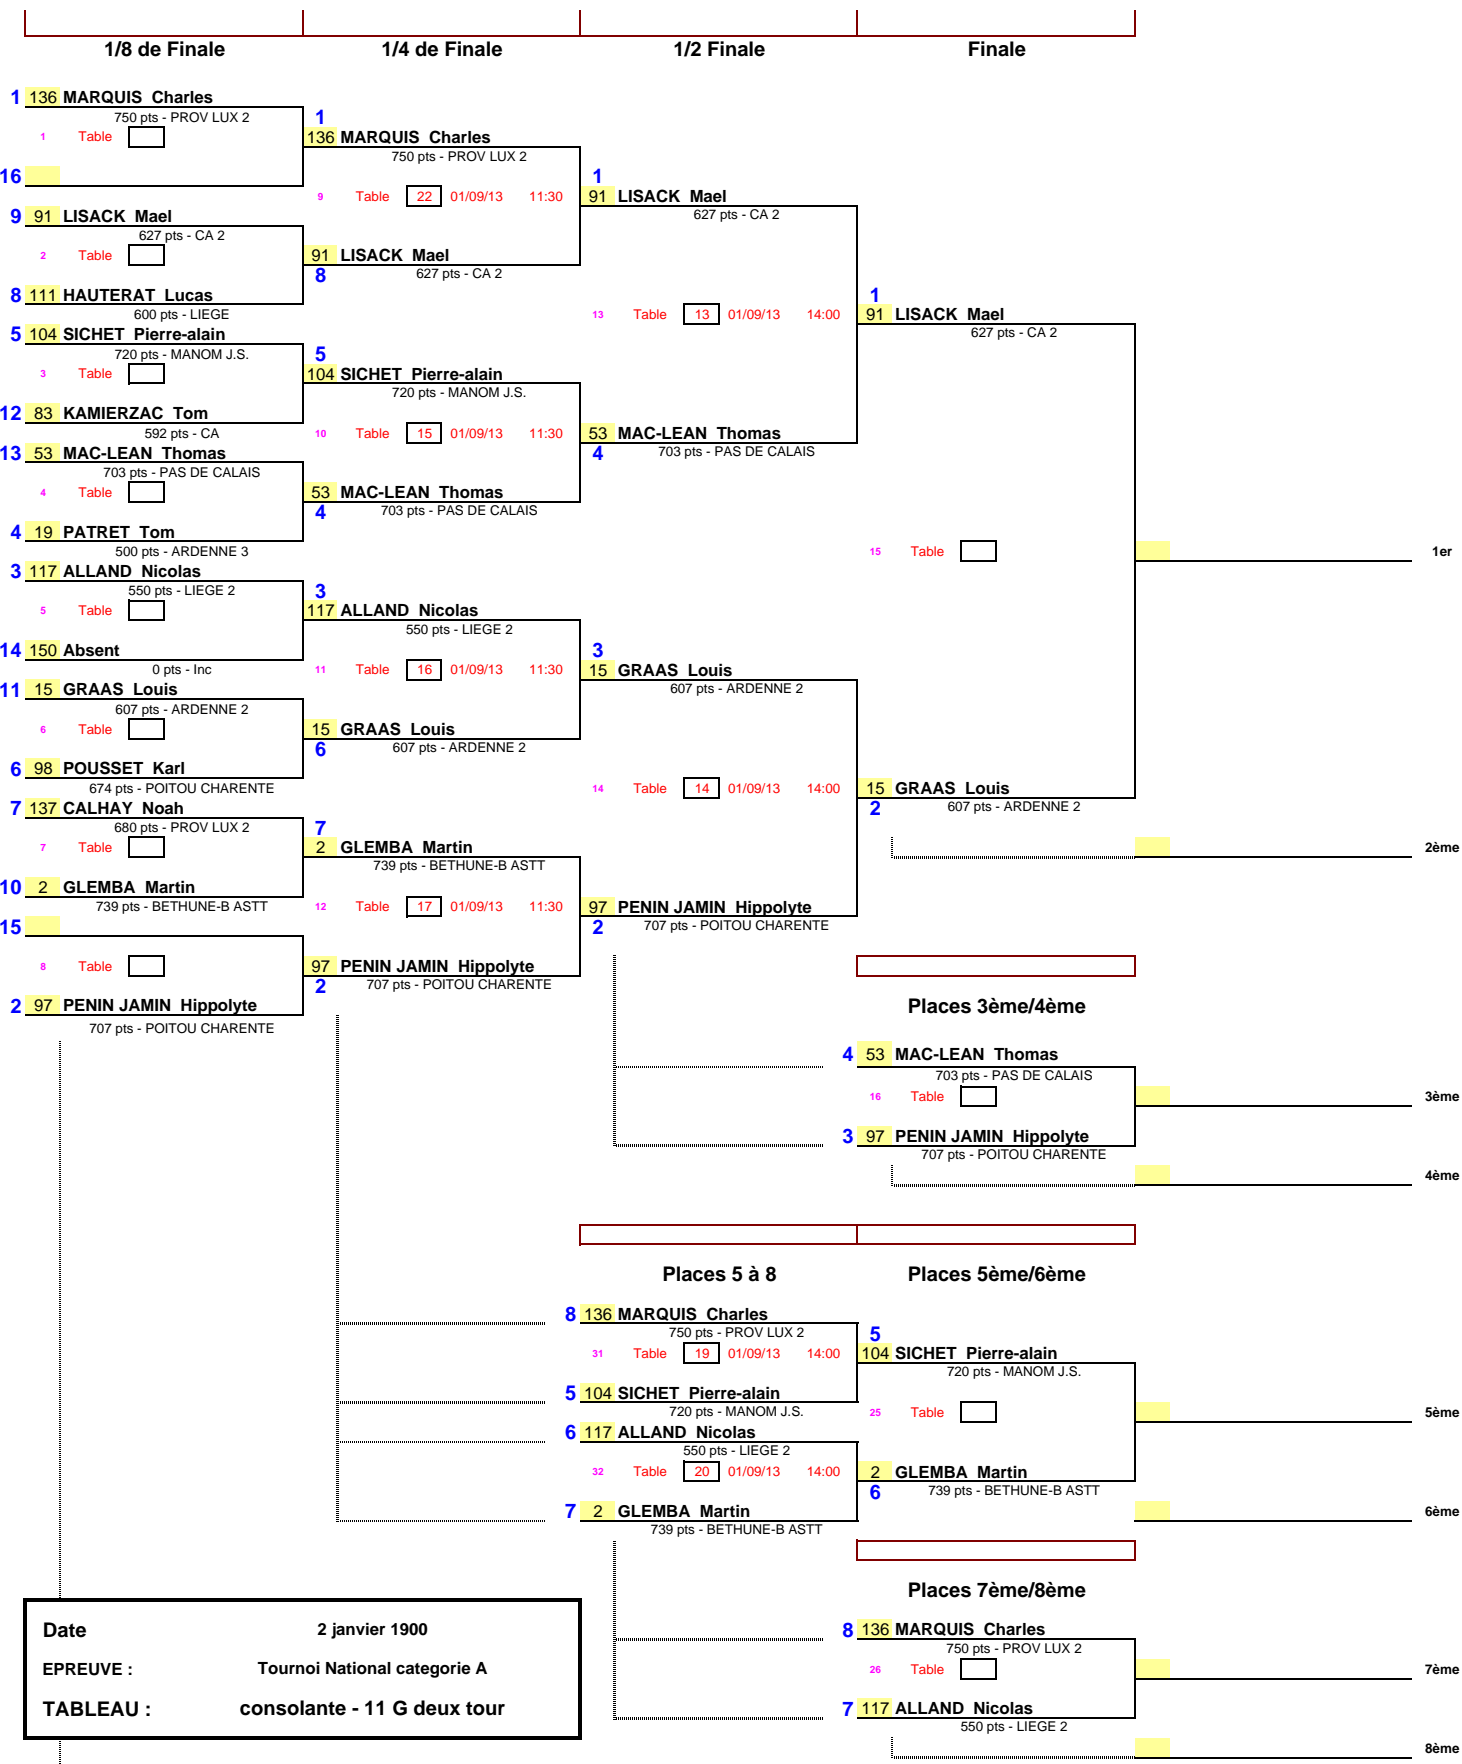 1/8 de Finale 1/4 de Finale 1/2 Finale Finale
1 136 MARQUIS Charles
750 pts - PROV LUX 2 1
1 Table 136 MARQUIS Charles
750 pts - PROV LUX 2
16 1
9 Table 22 01/09/13 11:30 91 LISACK Mael
9 91 LISACK Mael 627 pts - CA 2
627 pts - CA 2
2 Table 91 LISACK Mael
8 627 pts - CA 2
8 111 HAUTERAT Lucas 1
600 pts - LIEGE 13 Table 13 01/09/13 14:00 91 LISACK Mael
5 104 SICHET Pierre-alain 627 pts - CA 2
720 pts - MANOM J.S. 5
3 Table 104 SICHET Pierre-alain
720 pts - MANOM J.S.
12 83 KAMIERZAC Tom
592 pts - CA 10 Table 15 01/09/13 11:30 53 MAC-LEAN Thomas
13 53 MAC-LEAN Thomas 4 703 pts - PAS DE CALAIS
703 pts - PAS DE CALAIS
4 Table 53 MAC-LEAN Thomas
4 703 pts - PAS DE CALAIS
4 19 PATRET Tom
500 pts - ARDENNE 3 15 Table 1er
3 117 ALLAND Nicolas
550 pts - LIEGE 2 3
5 Table 117 ALLAND Nicolas
550 pts - LIEGE 2
14 150 Absent 3
0 pts - Inc 11 Table 16 01/09/13 11:30 15 GRAAS Louis
11 15 GRAAS Louis 607 pts - ARDENNE 2
607 pts - ARDENNE 2
6 Table 15 GRAAS Louis
6 607 pts - ARDENNE 2
6 98 POUSSET Karl
674 pts - POITOU CHARENTE 14 Table 14 01/09/13 14:00 15 GRAAS Louis
7 137 CALHAY Noah 2 607 pts - ARDENNE 2
680 pts - PROV LUX 2 7
7 Table 2 GLEMBA Martin 2ème
739 pts - BETHUNE-B ASTT
10 2 GLEMBA Martin
739 pts - BETHUNE-B ASTT 12 Table 17 01/09/13 11:30 97 PENIN JAMIN Hippolyte
15 2 707 pts - POITOU CHARENTE
8 Table 97 PENIN JAMIN Hippolyte
2 707 pts - POITOU CHARENTE
2 97 PENIN JAMIN Hippolyte Places 3ème/4ème
707 pts - POITOU CHARENTE
4 53 MAC-LEAN Thomas
703 pts - PAS DE CALAIS
16 Table 3ème
3 97 PENIN JAMIN Hippolyte
707 pts - POITOU CHARENTE
4ème
Places 5 à 8 Places 5ème/6ème
8 136 MARQUIS Charles
750 pts - PROV LUX 2 5
31 Table 19 01/09/13 14:00 104 SICHET Pierre-alain
720 pts - MANOM J.S.
5 104 SICHET Pierre-alain
720 pts - MANOM J.S. 25 Table 5ème
6 117 ALLAND Nicolas
550 pts - LIEGE 2
32 Table 20 01/09/13 14:00 2 GLEMBA Martin
6 739 pts - BETHUNE-B ASTT
7 2 GLEMBA Martin 6ème
739 pts - BETHUNE-B ASTT
Places 7ème/8ème
8 136 MARQUIS Charles
750 pts - PROV LUX 2
26 Table 7ème
7 117 ALLAND Nicolas
550 pts - LIEGE 2
8ème
Date 2 janvier 1900
EPREUVE : Tournoi National categorie A
TABLEAU : consolante - 11 G deux tour